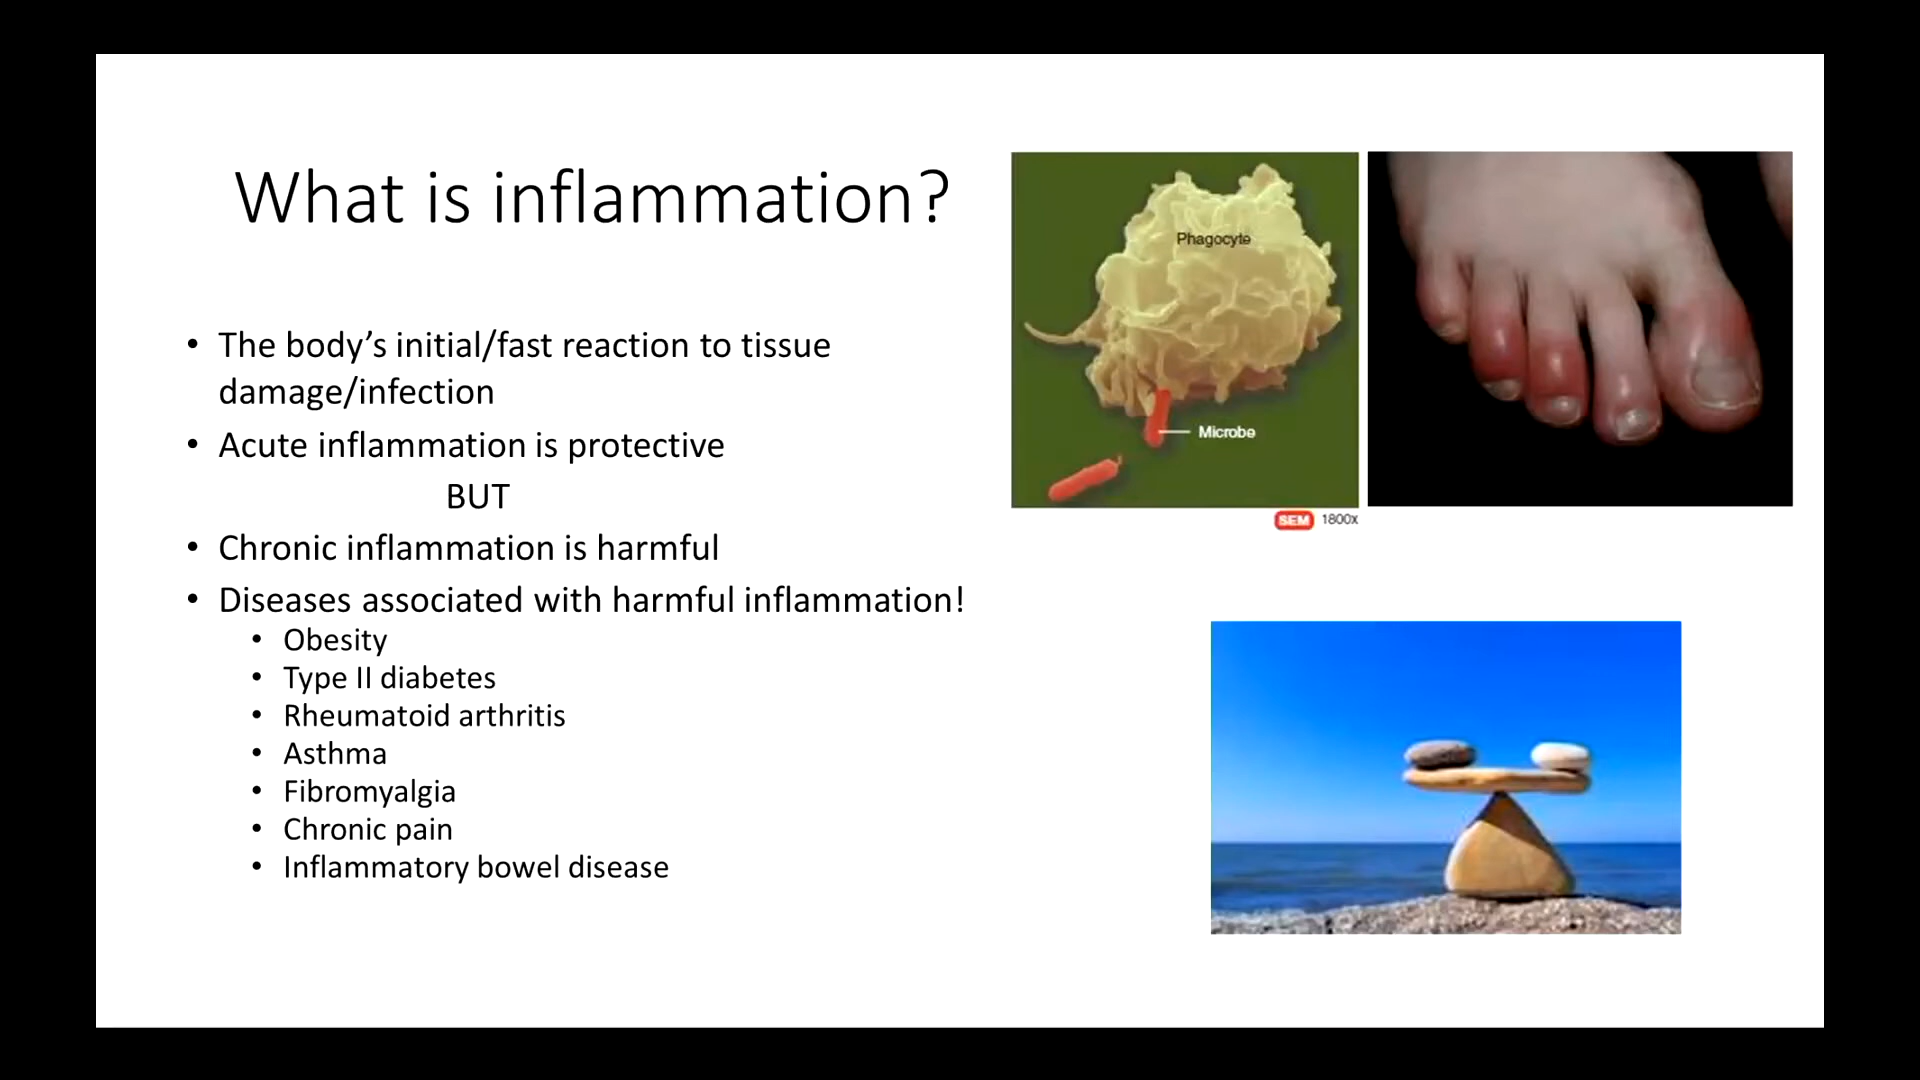 What is inflammation?
• The body’s initial/fast reaction to tissue
damage/infection
• Acute inflammation is protective
BUT
• Chronic inflammation is harmful
• Diseases associated with harmful inflammation!
• Obesity
• Type II diabetes
• Rheumatoid arthritis
• Asthma
• Fibromyalgia
• Chronic pain
• Inflammatory bowel disease
Phagocyte
Microbe
SEM 1800x